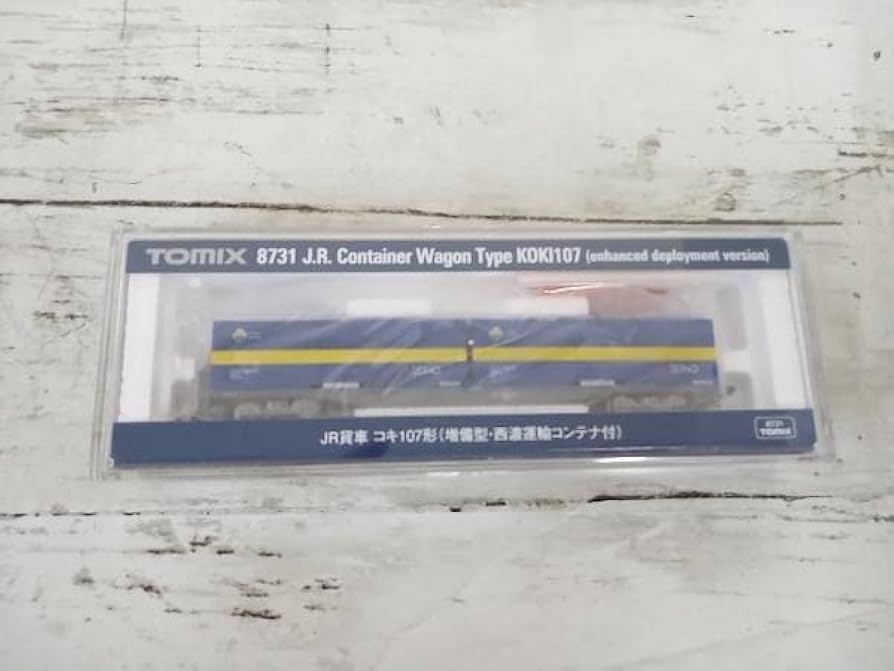 TOMIX 8731 J.R. Container Wagon Type KOKI107 (enhanced deployment version)
JR貨車 コキ107形(増備型・西濃運輸コンテナ付)
8731
TOMIX